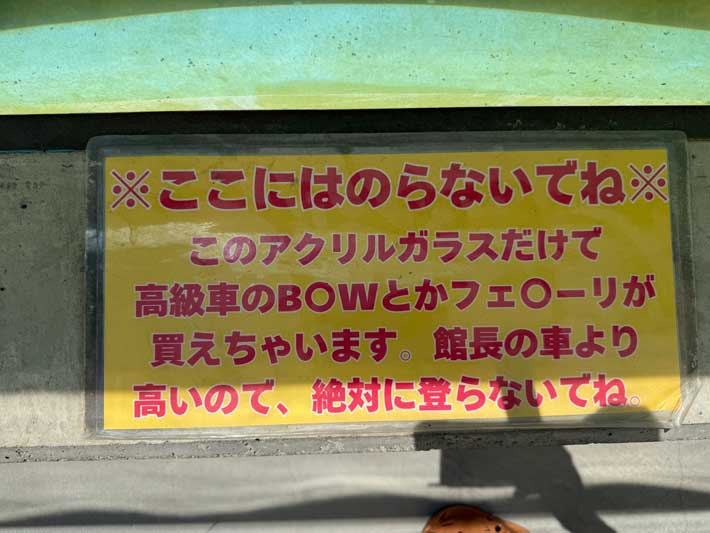 ※ここにはのらないでね※
このアクリルガラスだけで
高級車のB〇Wとかフェ〇ーリが
買えちゃいます。館長の車より
高いので、絶対に登らないでね。